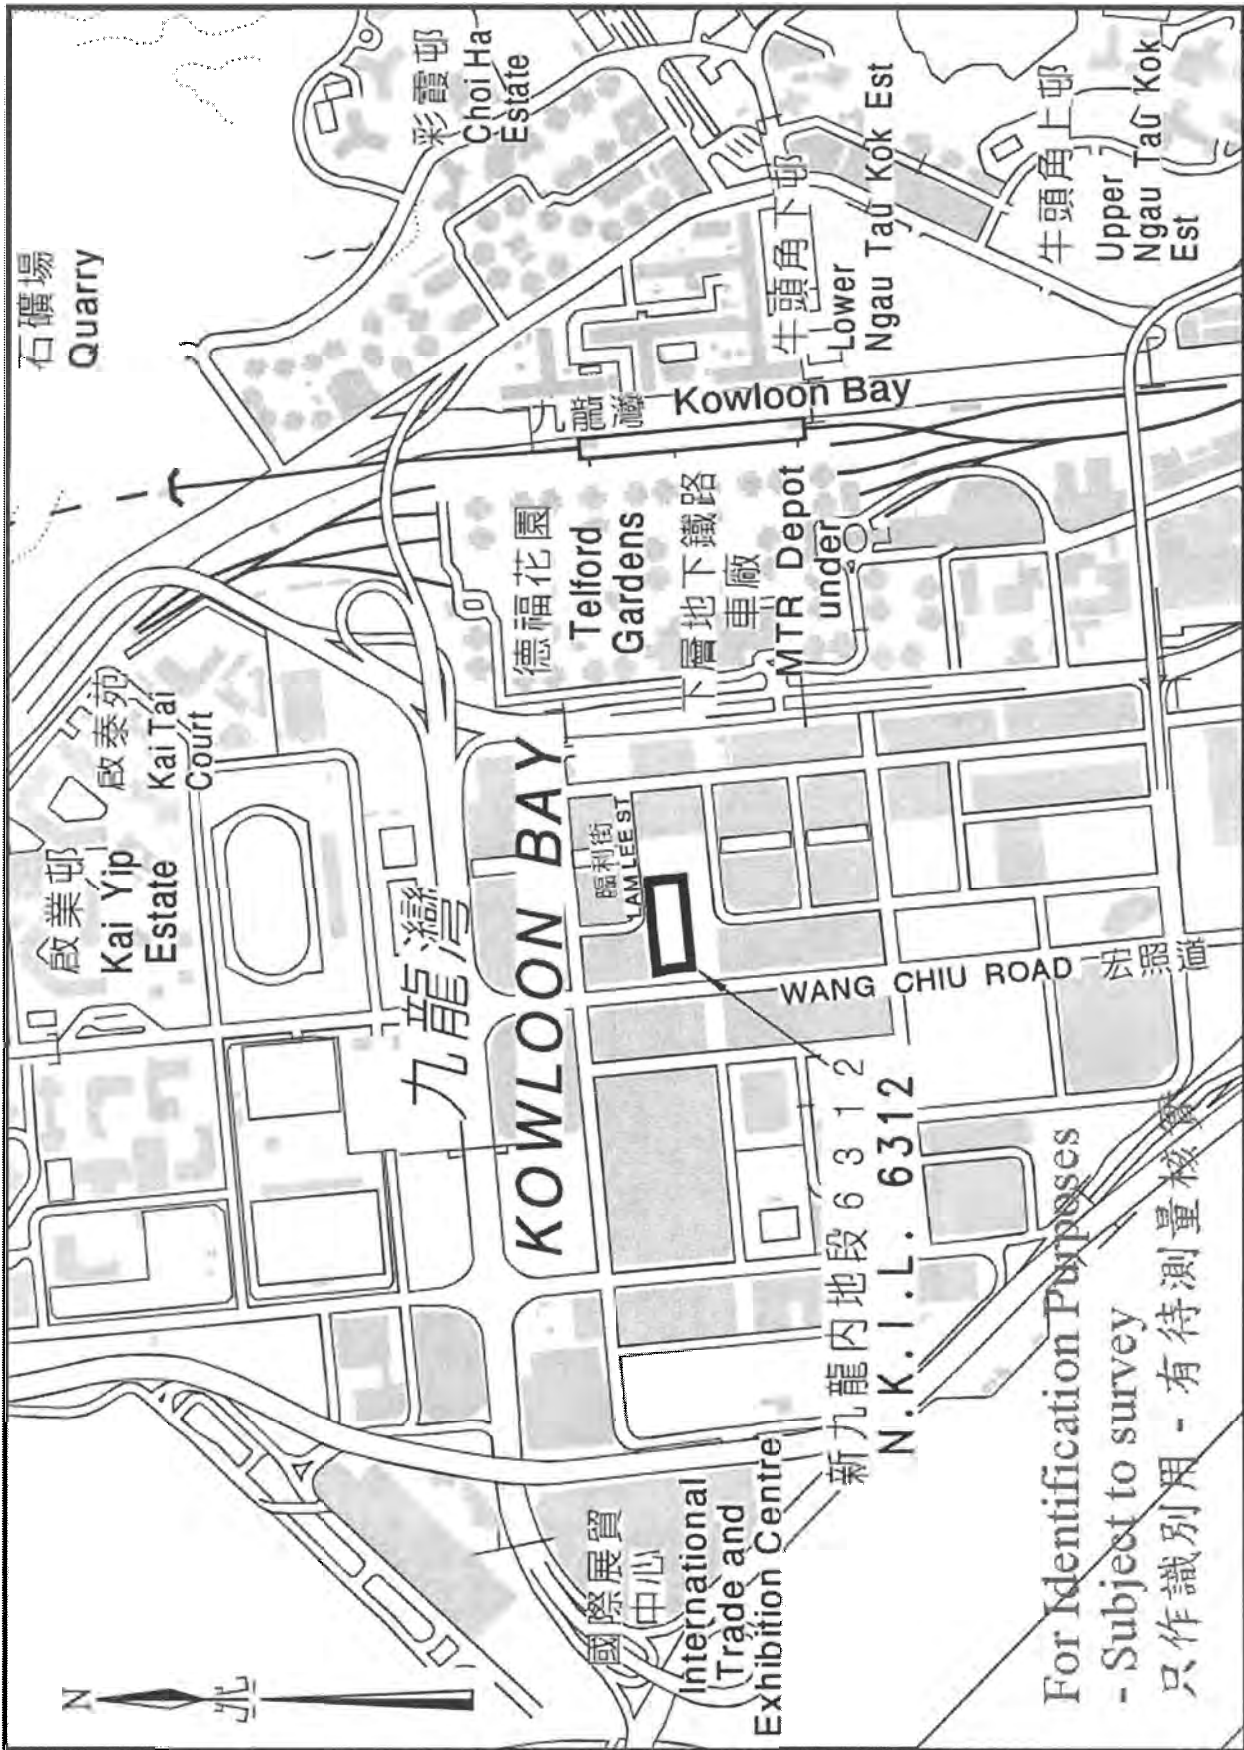 石礦場
Quarry
彩霞邨
Choi Ha
Estate
啟泰苑
Kai Tai
Court
啟業邨
Kai Yip
Estate
九龍灣
Kowloon Bay
牛頭角下邨
Lower
Ngau Tau Kok Est
牛頭角上邨
Upper
Ngau Tau Kok
Est
德福花園
Telford
Gardens
下層地下鐵路
車廠
MTR Depot
under
九龍灣
KOWLOON BAY
臨利街
LAM LEE ST
WANG CHIU ROAD 宏照道
新九龍內地段6312
N.K.I.L. 6312
國際展貿
中心
International
Trade and
Exhibition Centre
N
北
For Identification Purposes
- Subject to survey
只作識別用 - 有待測量核實